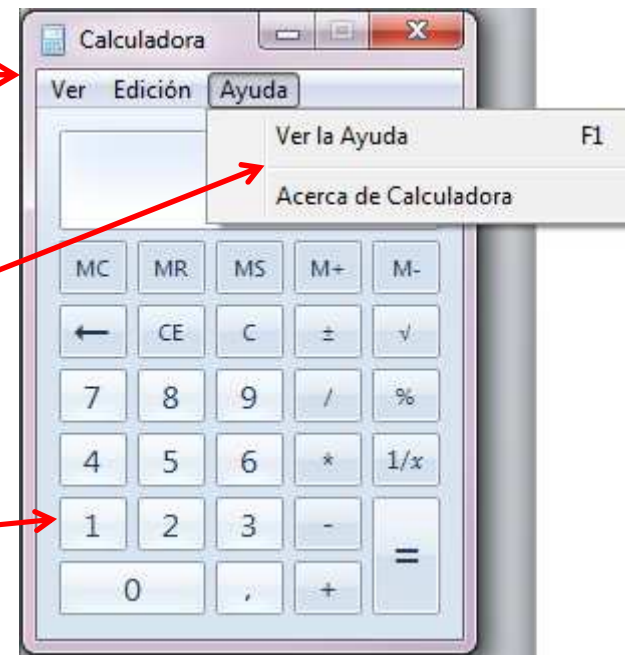 Calculadora
Ver Edición Ayuda
Ver la Ayuda F1
Acerca de Calculadora
MC MR MS M+ M-
← CE C ± √
7 8 9 / %
4 5 6 * 1/x
1 2 3 - =
0 , +